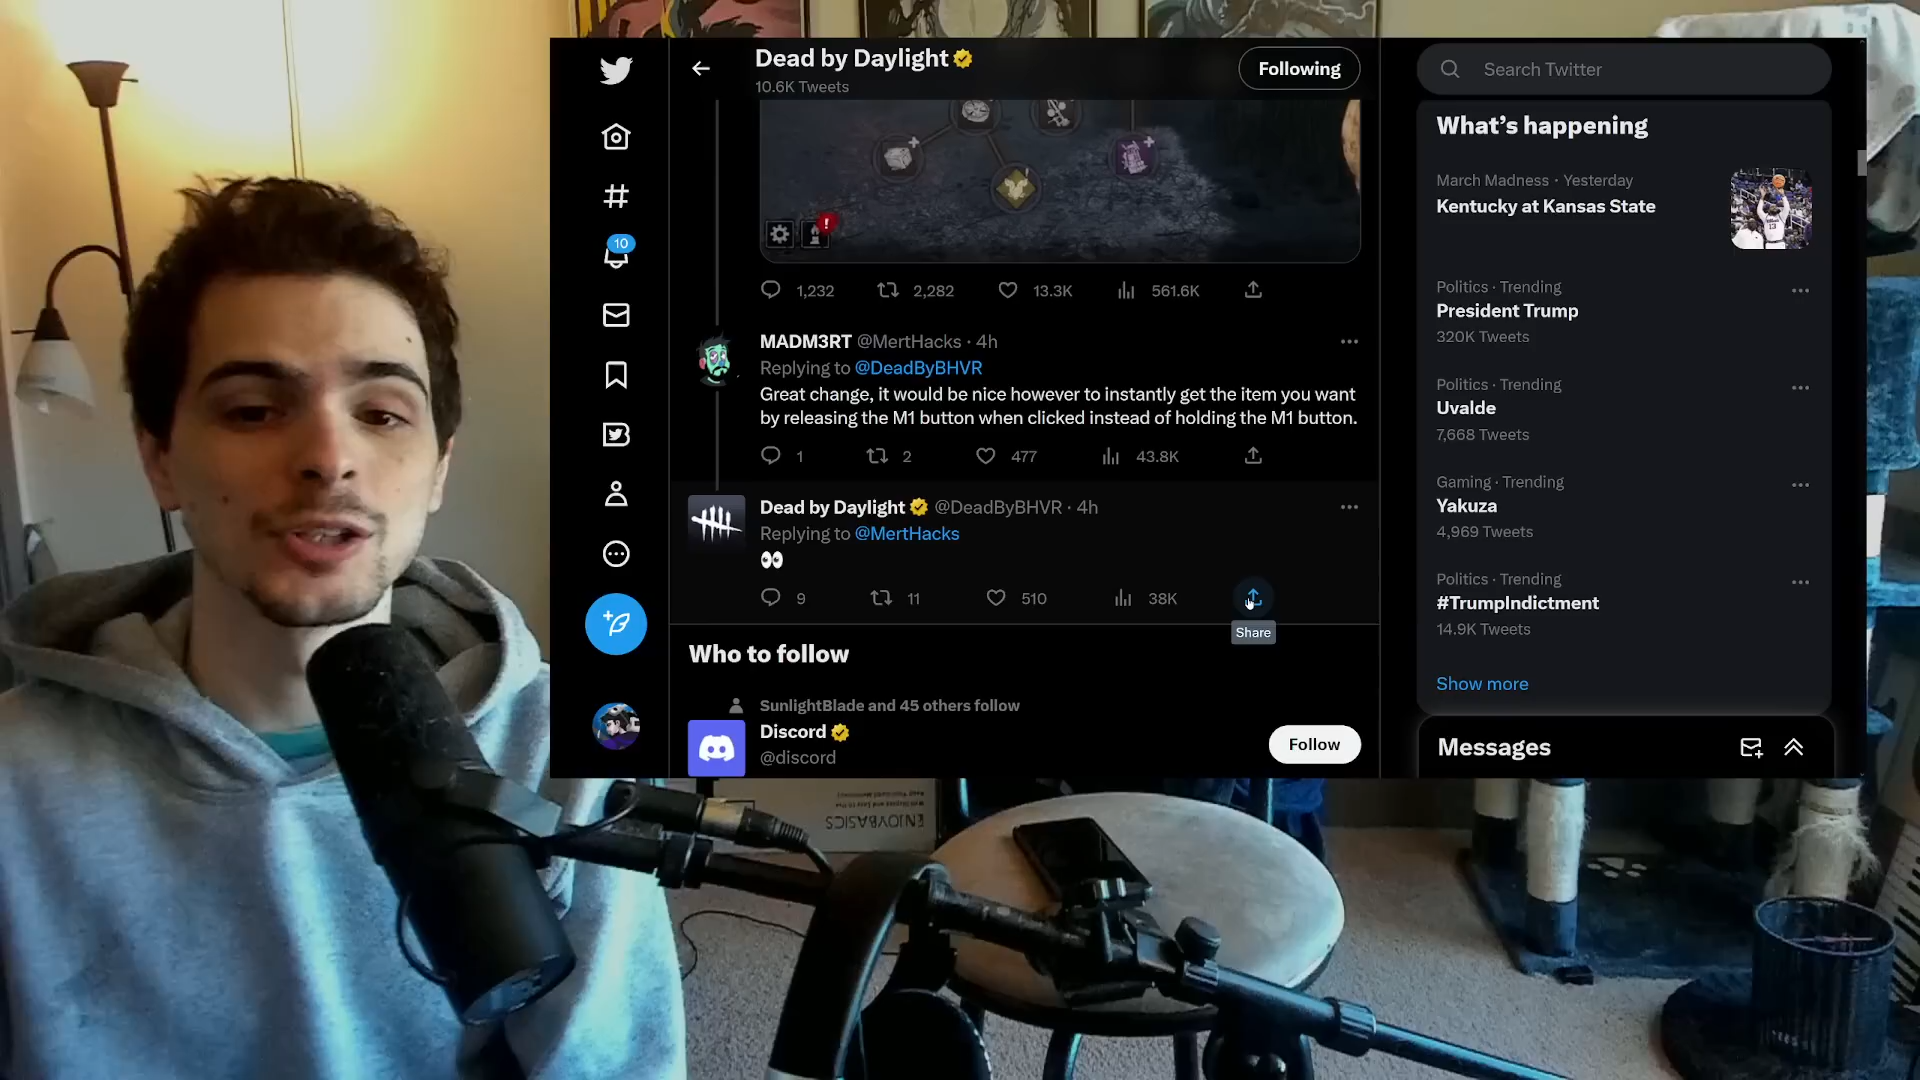 Dead by Daylight
10.6K Tweets
Following
Search Twitter
10
1,232 2,282 13.3K 561.6K
MADM3RT @MertHacks · 4h
Replying to @DeadByBHVR
Great change, it would be nice however to instantly get the item you want
by releasing the M1 button when clicked instead of holding the M1 button.
1 2 477 43.8K
Dead by Daylight @DeadByBHVR · 4h
Replying to @MertHacks
👀
9 11 510 38K
Share
Who to follow
SunlightBlade and 45 others follow
Discord
@discord
Follow
What's happening
March Madness · Yesterday
Kentucky at Kansas State
Politics · Trending
President Trump
320K Tweets
Politics · Trending
Uvalde
7,668 Tweets
Gaming · Trending
Yakuza
4,969 Tweets
Politics · Trending
#TrumpIndictment
14.9K Tweets
Show more
Messages
ENJOYBASICS